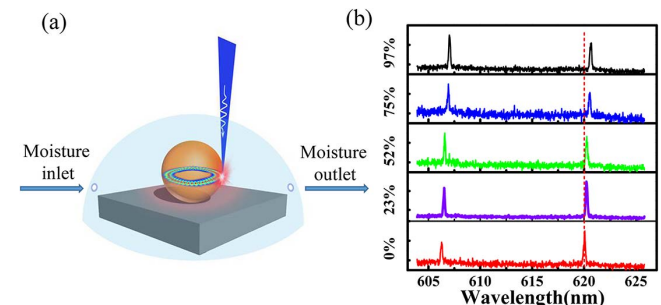 (a)
Moisture
inlet
Moisture
outlet
(b)
97%
75%
52%
23%
0%
605 610 615 620 625
Wavelength(nm)